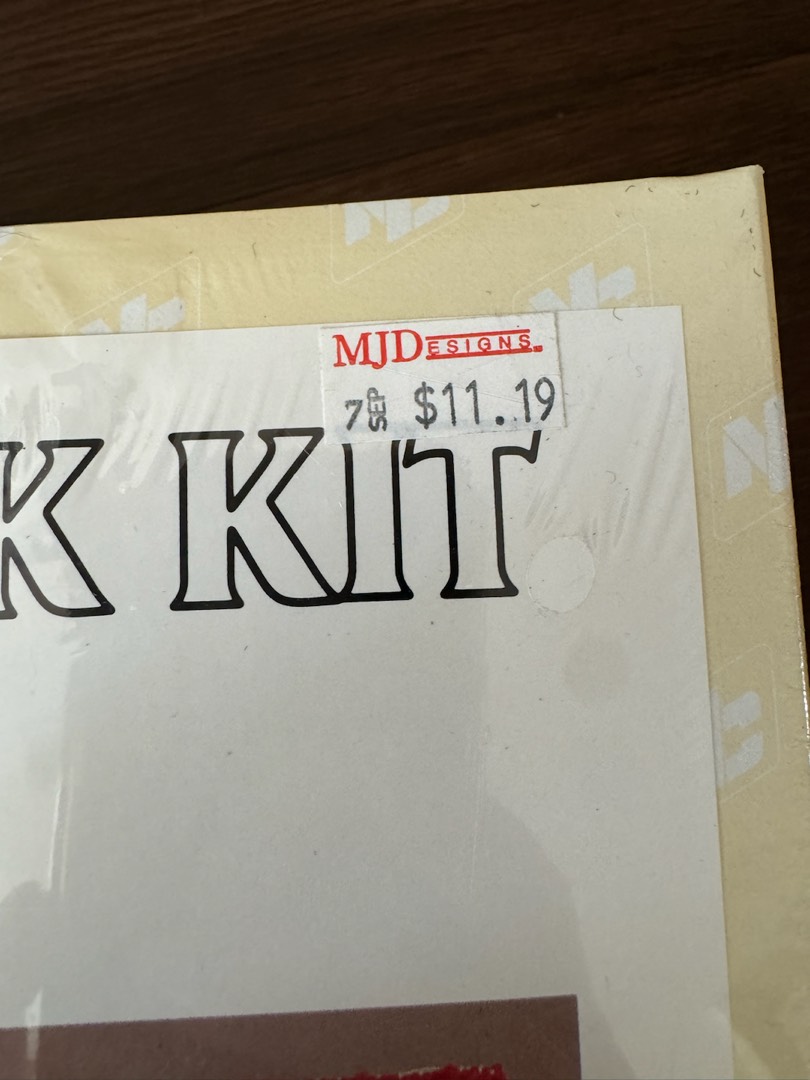 MJDESIGNS.
7 SEP $11.19
K KIT